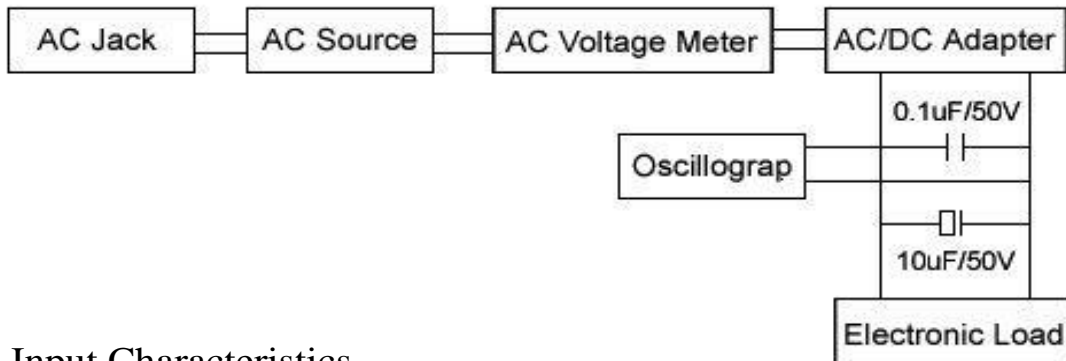 AC Jack AC Source AC Voltage Meter AC/DC Adapter
0.1uF/50V
Oscillograp
10uF/50V
Electronic Load
Input Characteristics